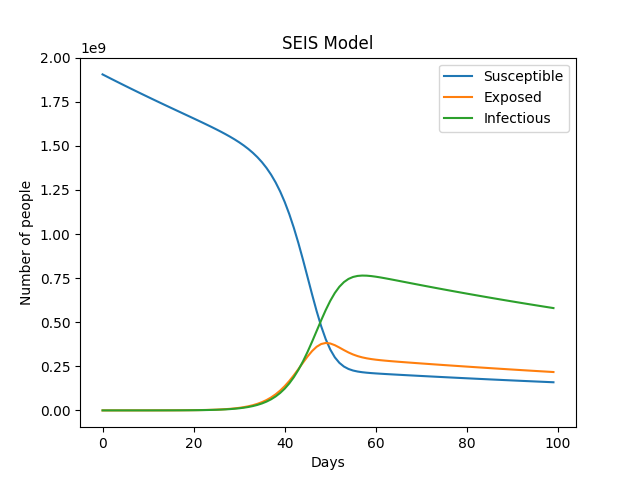 SEIS Model
1e9
2.00
1.75
1.50
1.25
1.00
0.75
0.50
0.25
0.00
Number of people
Susceptible
Exposed
Infectious
0 20 40 60 80 100
Days